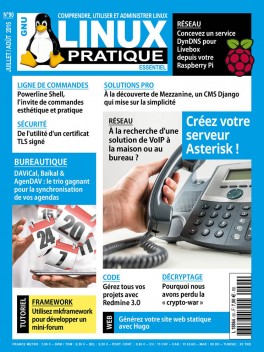 N°90
JUILLET / AOÛT 2015
COMPRENDRE, UTILISER ET ADMINISTRER LINUX
GNU
LINUX
PRATIQUE
ESSENTIEL
RÉSEAU
Concevez un service
DynDNS pour
Livebox
depuis votre
Raspberry Pi
LIGNE DE COMMANDES
Powerline Shell,
l'invite de commandes
esthétique et pratique
SOLUTIONS PRO
À la découverte de Mezzanine, un CMS Django
qui mise sur la simplicité
SÉCURITÉ
De l'utilité d'un certificat
TLS signé
RÉSEAU
À la recherche d'une
solution de VoIP à
la maison ou au
bureau ?
Créez votre
serveur
Asterisk !
BUREAUTIQUE
DAViCal, Baïkal &
AgenDAV : le trio gagnant
pour la synchronisation
de vos agendas
24
TUTORIEL
FRAMEWORK
Utilisez mkframework
pour développer un
mini-forum
CODE
Gérez tous vos
projets avec
Redmine 3.0
DÉCRYPTAGE
Pourquoi nous
avons perdu la
« crypto-war »
WEB
Générez votre site web statique
avec Hugo